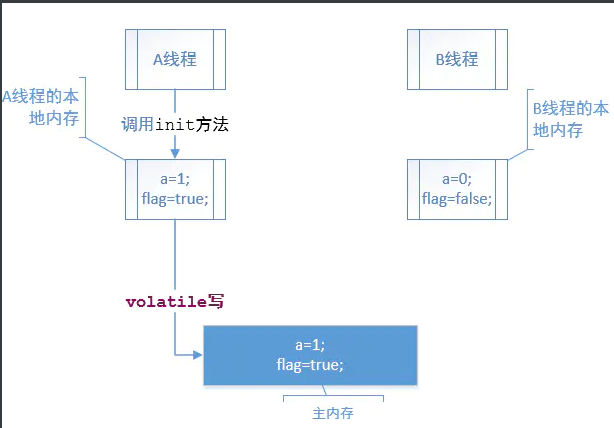 A线程
B线程
A线程的本
地内存
B线程的本
地内存
调用init方法
a=1;
flag=true;
a=0;
flag=false;
volatile写
a=1;
flag=true;
主内存